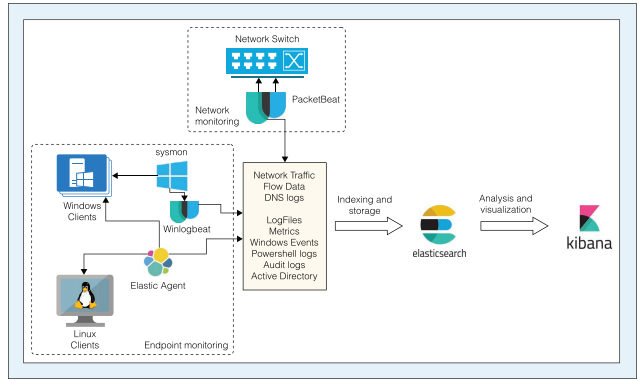 Network Switch
PacketBeat
Network
monitoring
sysmon
Windows
Clients
Winlogbeat
Elastic Agent
Linux
Clients
Endpoint monitoring
Network Traffic
Flow Data
DNS logs
LogFiles
Metrics
Windows Events
Powershell logs
Audit logs
Active Directory
Indexing and
storage
elasticsearch
Analysis and
visualization
kibana